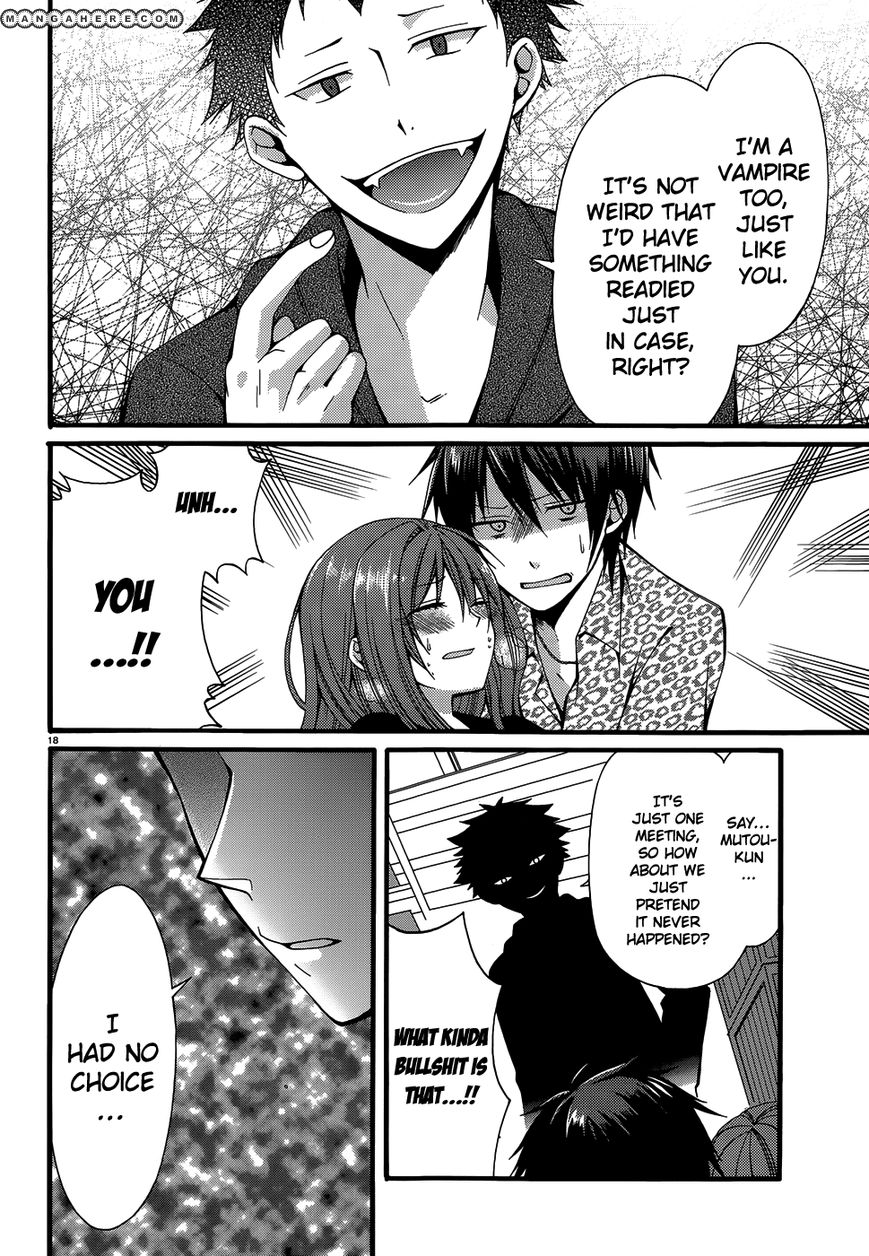 MANGAHERE.COM
I'M A
VAMPIRE
TOO,
JUST
LIKE
YOU.
IT'S NOT
WEIRD THAT
I'D HAVE
SOMETHING
READIED
JUST
IN CASE,
RIGHT?
UNH...
YOU
...!!
18
SAY...
MUTOU-
KUN
...
IT'S
JUST ONE
MEETING,
SO HOW
ABOUT WE
JUST
PRETEND
IT NEVER
HAPPENED?
WHAT KINDA
BULLSHIT IS
THAT...!!
I
HAD NO
CHOICE
...